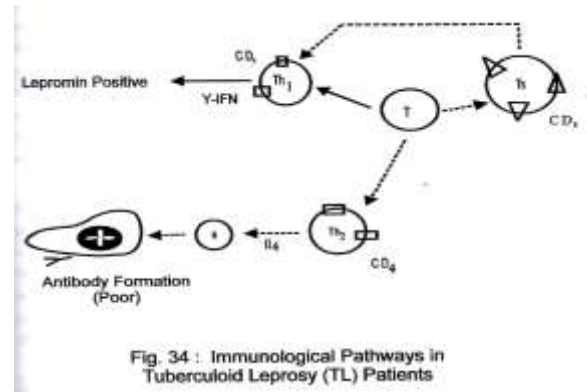 CD₄
Lepromin Positive
Th₁
Y-IFN
T
Ts
CD₈
Th₂
CD₄
Antibody Formation
(Poor)
Fig. 34 : Immunological Pathways in
Tuberculoid Leprosy (TL) Patients